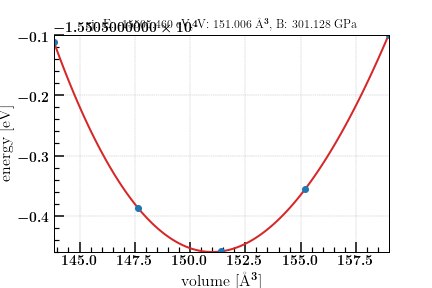 −1.5505000000 × 10⁴
V: 151.006 Å³, B: 301.128 GPa
−0.1
−0.2
−0.3
−0.4
energy [eV]
145.0 147.5 150.0 152.5 155.0 157.5
volume [Å³]